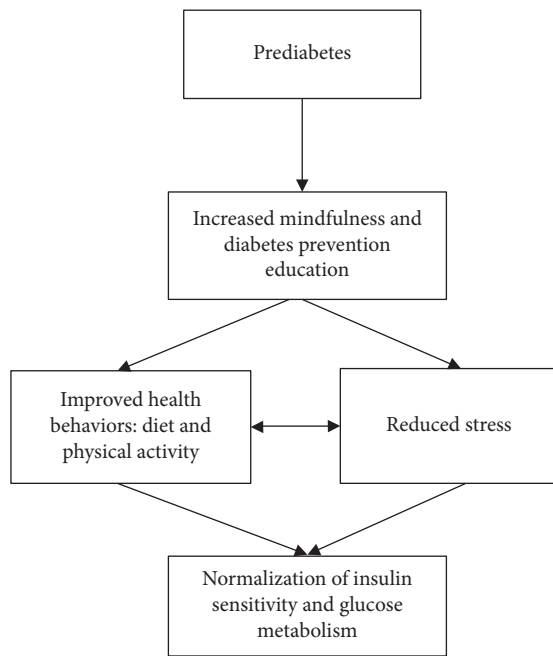 Prediabetes
Increased mindfulness and
diabetes prevention
education
Improved health
behaviors: diet and
physical activity
Reduced stress
Normalization of insulin
sensitivity and glucose
metabolism